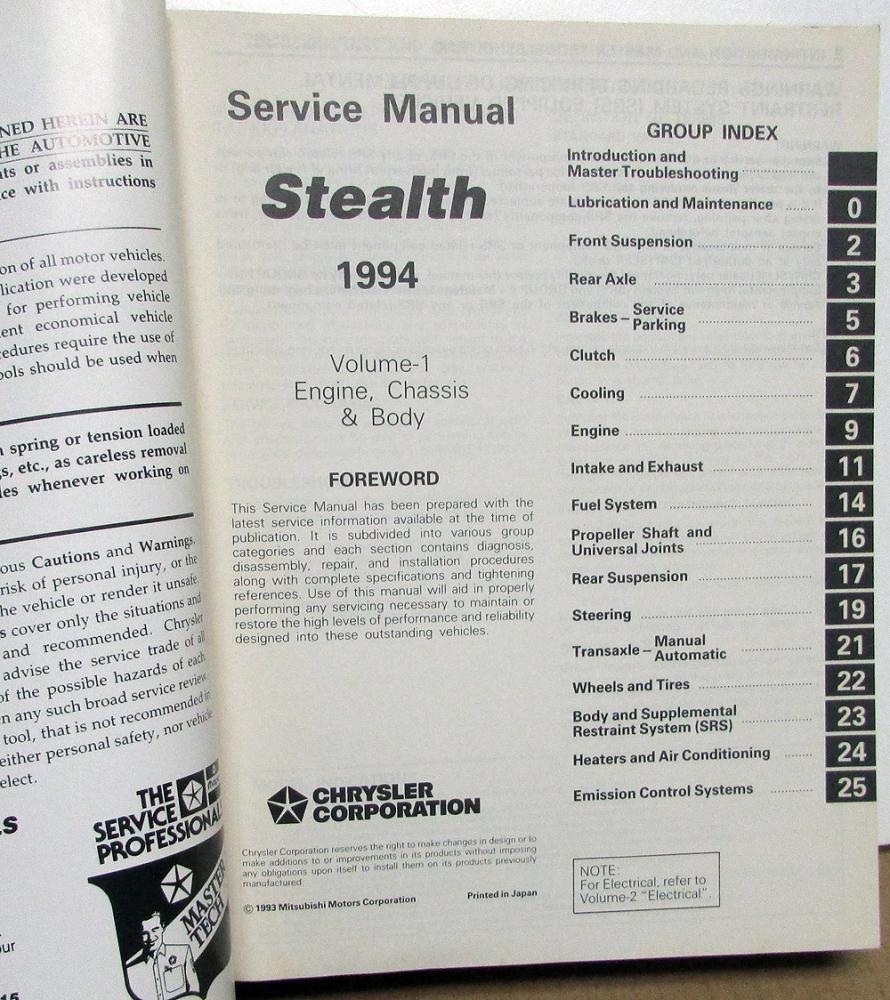 NED HEREIN ARE
HE AUTOMOTIVE
ts or assemblies in
ce with instructions
on of all motor vehicles.
lication were developed
for performing vehicle
ent economical vehicle
cedures require the use of
ools should be used when
spring or tension loaded
s, etc., as careless removal
les whenever working on
ous Cautions and Warnings.
risk of personal injury, or the
he vehicle or render it unsafe.
s cover only the situations and
and recommended. Chrysler
advise the service trade of all
of the possible hazards of each
n any such broad service review.
tool, that is not recommended in
either personal safety, nor vehicle
elect.
THE
SERVICE
PROFESSIONALS
MASTER
TECH
our
15
Service Manual
Stealth
1994
Volume-1
Engine, Chassis
& Body
FOREWORD
This Service Manual has been prepared with the
latest service information available at the time of
publication. It is subdivided into various group
categories and each section contains diagnosis,
disassembly, repair, and installation procedures
along with complete specifications and tightening
references. Use of this manual will aid in properly
performing any servicing necessary to maintain or
restore the high levels of performance and reliability
designed into these outstanding vehicles.
CHRYSLER
CORPORATION
Chrysler Corporation reserves the right to make changes in design or to
make additions to or improvements in its products without imposing
any obligations upon itself to install them on its products previously
manufactured.
© 1993 Mitsubishi Motors Corporation Printed in Japan
GROUP INDEX
Introduction and
Master Troubleshooting
Lubrication and Maintenance 0
Front Suspension 2
Rear Axle 3
Brakes – Service
Parking 5
Clutch 6
Cooling 7
Engine 9
Intake and Exhaust 11
Fuel System 14
Propeller Shaft and
Universal Joints 16
Rear Suspension 17
Steering 19
Transaxle – Manual
Automatic 21
Wheels and Tires 22
Body and Supplemental
Restraint System (SRS) 23
Heaters and Air Conditioning 24
Emission Control Systems 25
NOTE:
For Electrical, refer to
Volume-2 "Electrical".